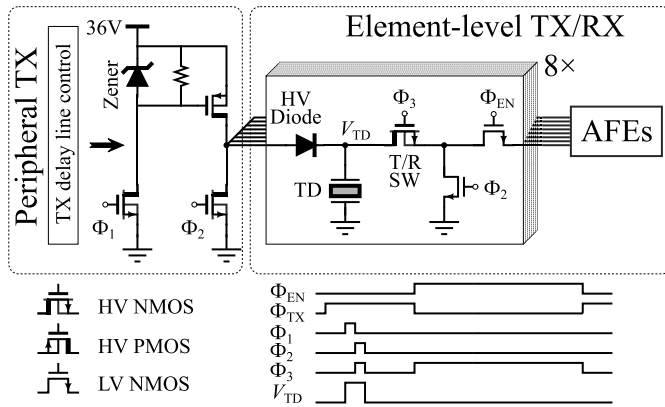 Peripheral TX
TX delay line control
36V
Zener
Φ1
Φ2
Element-level TX/RX
8×
HV
Diode
VTD
TD
Φ3
T/R
SW
ΦEN
Φ2
AFEs
HV NMOS
HV PMOS
LV NMOS
ΦEN
ΦTX
Φ1
Φ2
Φ3
VTD